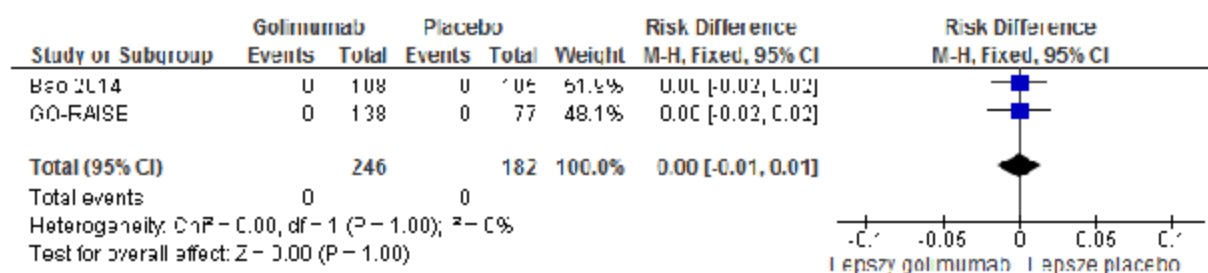 Golimumab Placebo Risk Difference Risk Difference
Study or Subgroup Events Total Events Total Weight M-H, Fixed, 95% CI M-H, Fixed, 95% CI
Bao 2014 0 108 0 105 51.9% 0.00 [-0.02, 0.02]
GO-RAISE 0 138 0 77 48.1% 0.00 [-0.02, 0.02]
Total (95% CI) 246 182 100.0% 0.00 [-0.01, 0.01]
Total events 0 0
Heterogeneity: Chi² = 0.00, df = 1 (P = 1.00); I² = 0%
Test for overall effect: Z = 0.00 (P = 1.00)
-0.1 -0.05 0 0.05 0.1
Lepszy golimumab Lepsze placebo